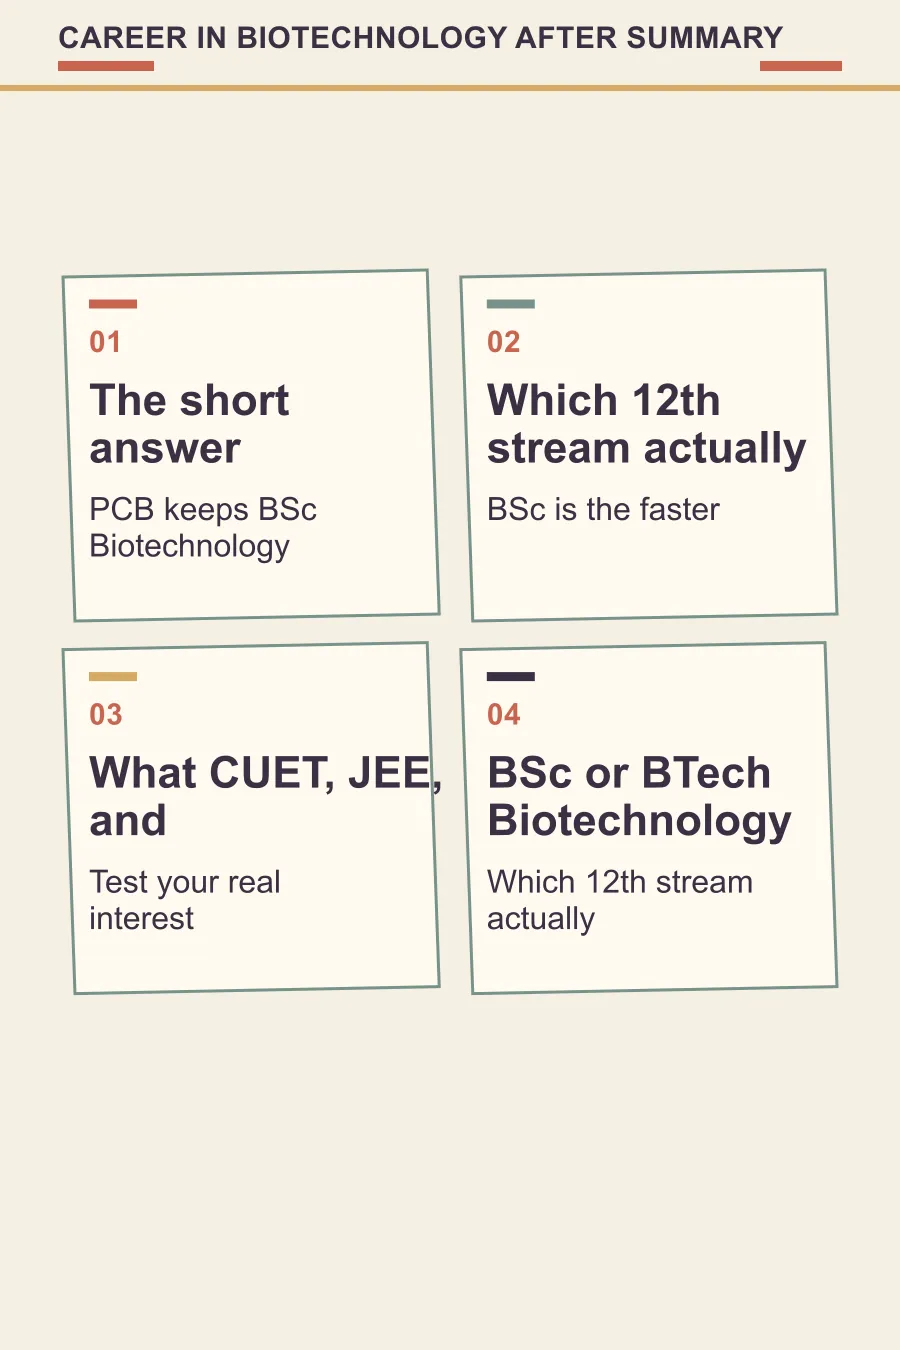 CAREER IN BIOTECHNOLOGY AFTER SUMMARY
01
The short
answer
PCB keeps BSc
Biotechnology
02
Which 12th
stream actually
BSc is the faster
03
What CUET, JEE,
and
Test your real
interest
04
BSc or BTech
Biotechnology
Which 12th stream
actually